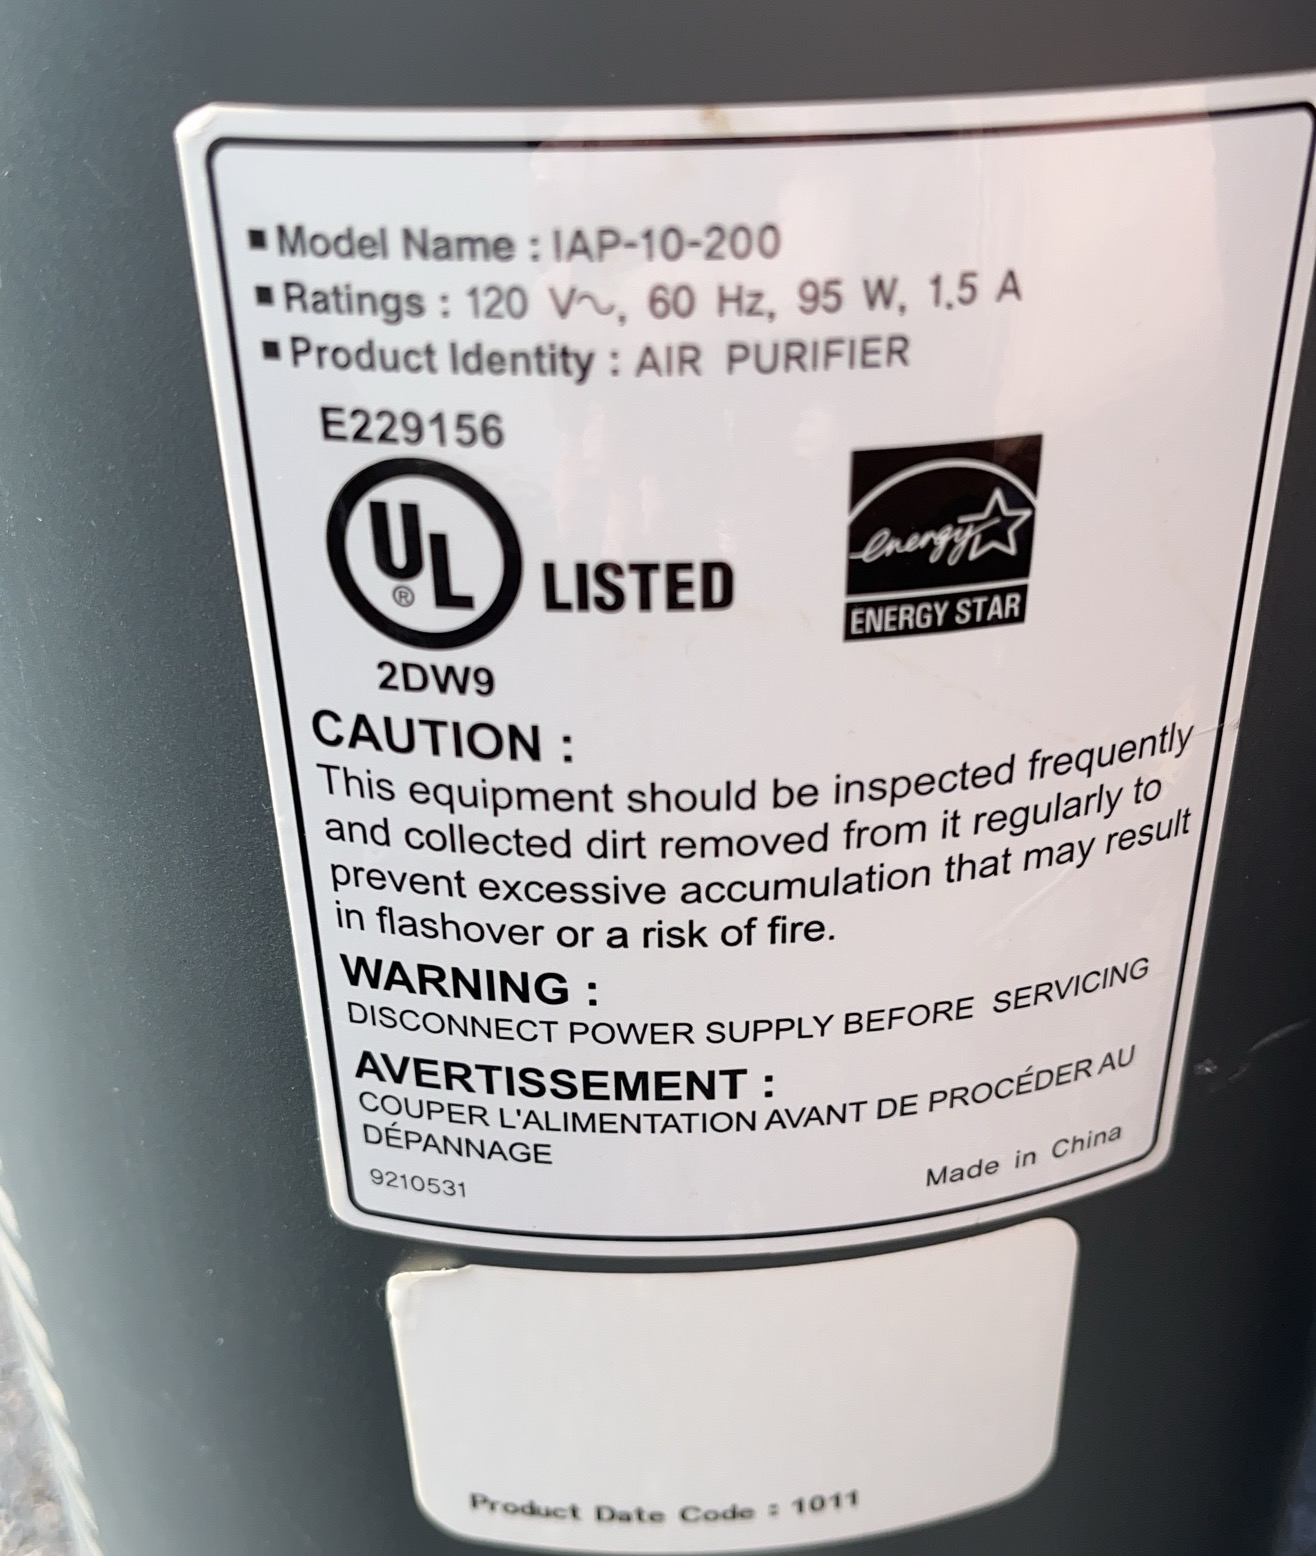 ■ Model Name : IAP-10-200
■ Ratings : 120 V∿, 60 Hz, 95 W, 1.5 A
■ Product Identity : AIR PURIFIER
E229156
UL ® LISTED
energy
ENERGY STAR
2DW9
CAUTION :
This equipment should be inspected frequently
and collected dirt removed from it regularly to
prevent excessive accumulation that may result
in flashover or a risk of fire.
WARNING :
DISCONNECT POWER SUPPLY BEFORE SERVICING
AVERTISSEMENT :
COUPER L'ALIMENTATION AVANT DE PROCÉDER AU
DÉPANNAGE
9210531
Made in China
Product Date Code : 1011